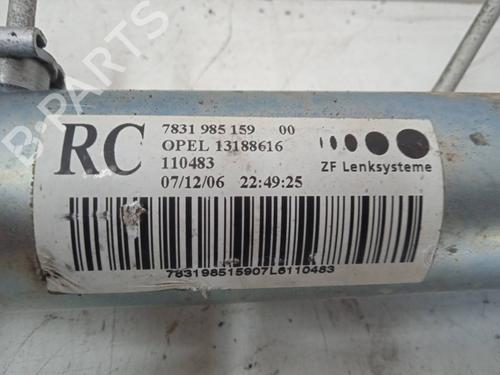 RC
7831 985 159 00
OPEL 13188616
110483
07/12/06 22:49:25
ZF Lenksysteme
783198515907L6110483
B-Parts